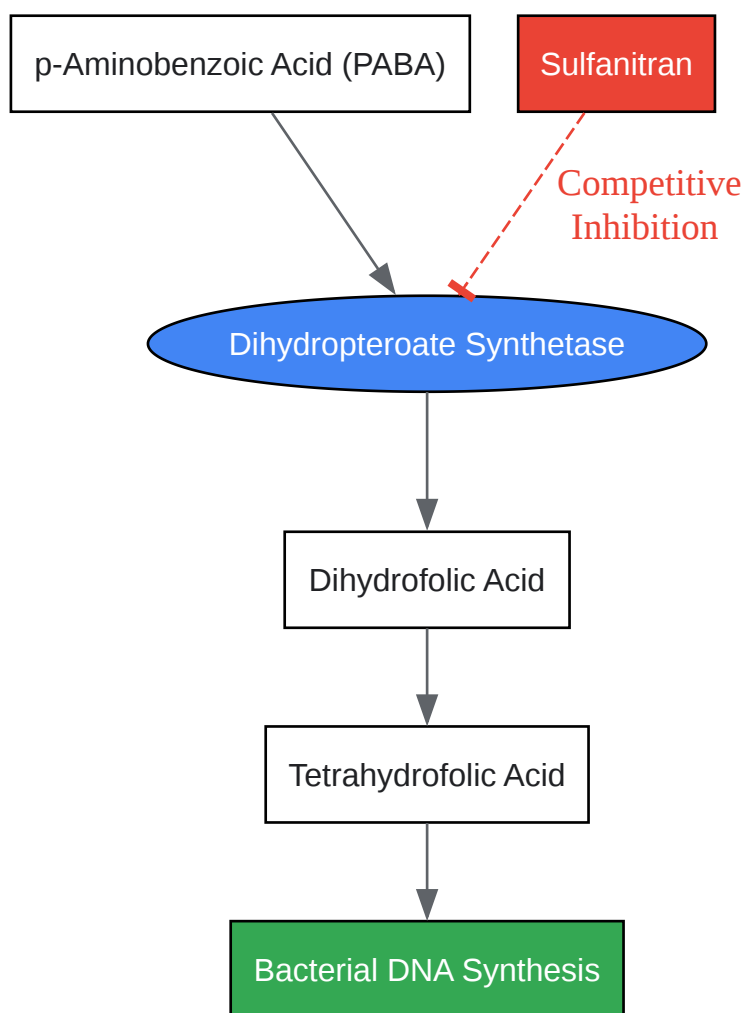 p-Aminobenzoic Acid (PABA)
Sulfanitran
Competitive
Inhibition
Dihydropteroate Synthetase
Dihydrofolic Acid
Tetrahydrofolic Acid
Bacterial DNA Synthesis